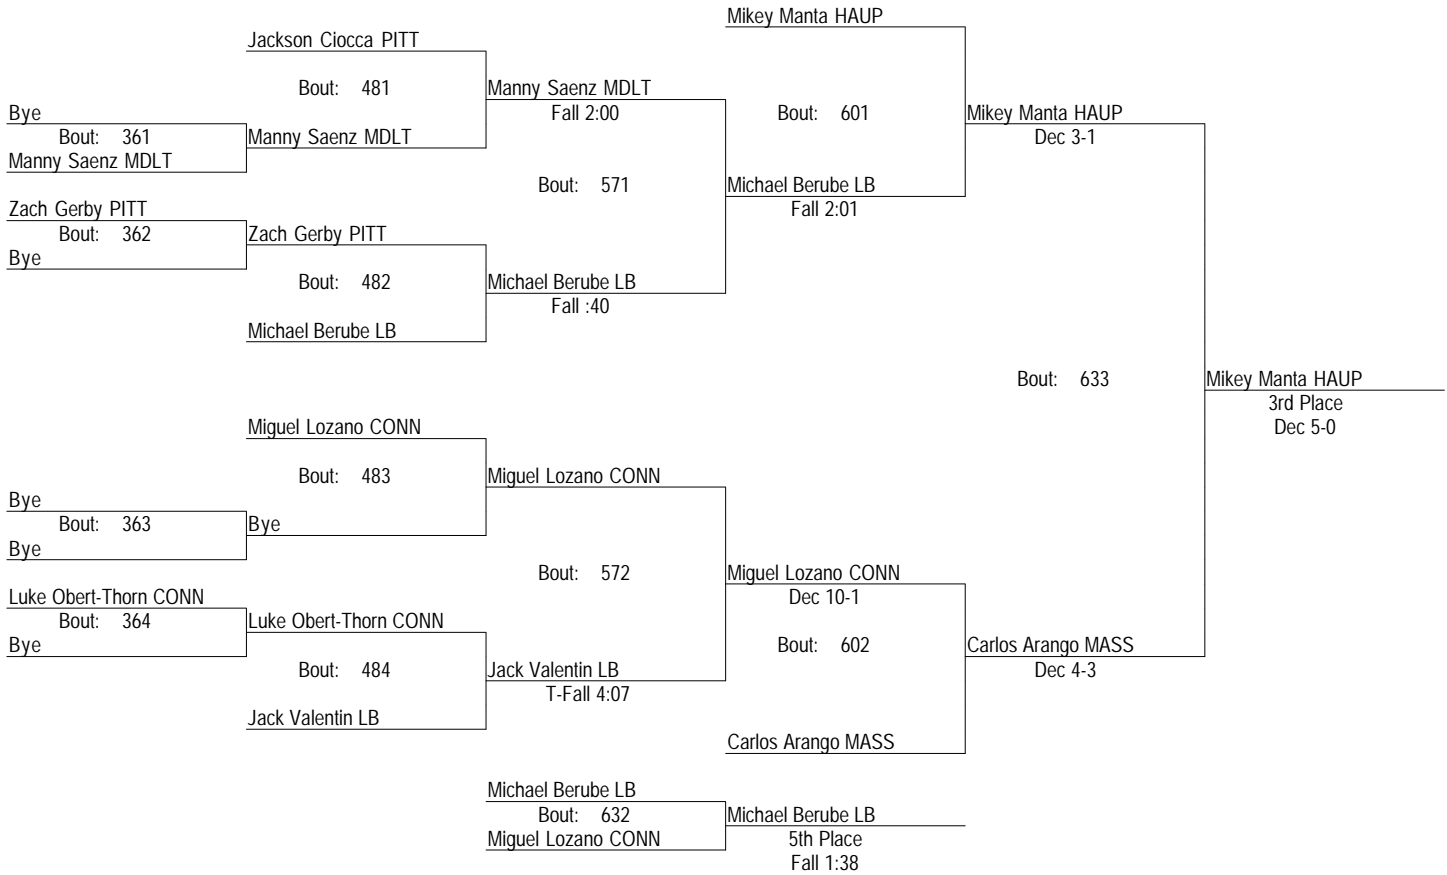 Mikey Manta HAUP
Jackson Ciocca PITT
Bout: 481
Manny Saenz MDLT
Fall 2:00
Bye
Bout: 361
Manny Saenz MDLT
Manny Saenz MDLT
Bout: 601
Mikey Manta HAUP
Dec 3-1
Bout: 571
Michael Berube LB
Fall 2:01
Zach Gerby PITT
Bout: 362
Bye
Zach Gerby PITT
Bout: 482
Michael Berube LB
Fall :40
Michael Berube LB
Bout: 633
Mikey Manta HAUP
3rd Place
Dec 5-0
Miguel Lozano CONN
Bout: 483
Miguel Lozano CONN
Bye
Bout: 363
Bye
Bye
Bout: 572
Miguel Lozano CONN
Dec 10-1
Luke Obert-Thorn CONN
Bout: 364
Bye
Luke Obert-Thorn CONN
Bout: 484
Jack Valentin LB
T-Fall 4:07
Jack Valentin LB
Bout: 602
Carlos Arango MASS
Dec 4-3
Carlos Arango MASS
Michael Berube LB
Bout: 632
Miguel Lozano CONN
Michael Berube LB
5th Place
Fall 1:38